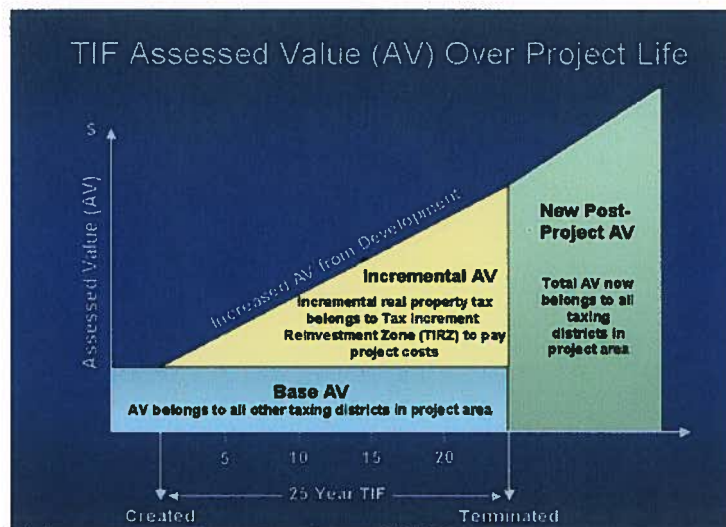 TIF Assessed Value (AV) Over Project Life
$
Assessed Value (AV)
Increased AV from Development
Incremental AV
Incremental real property tax
belongs to Tax Increment
Reinvestment Zone (TIRZ) to pay
project costs
New Post-
Project AV
Total AV now
belongs to all
taxing
districts in
project area
Base AV
AV belongs to all other taxing districts in project area
5
10
15
20
25 Year TIF
Created
Terminated